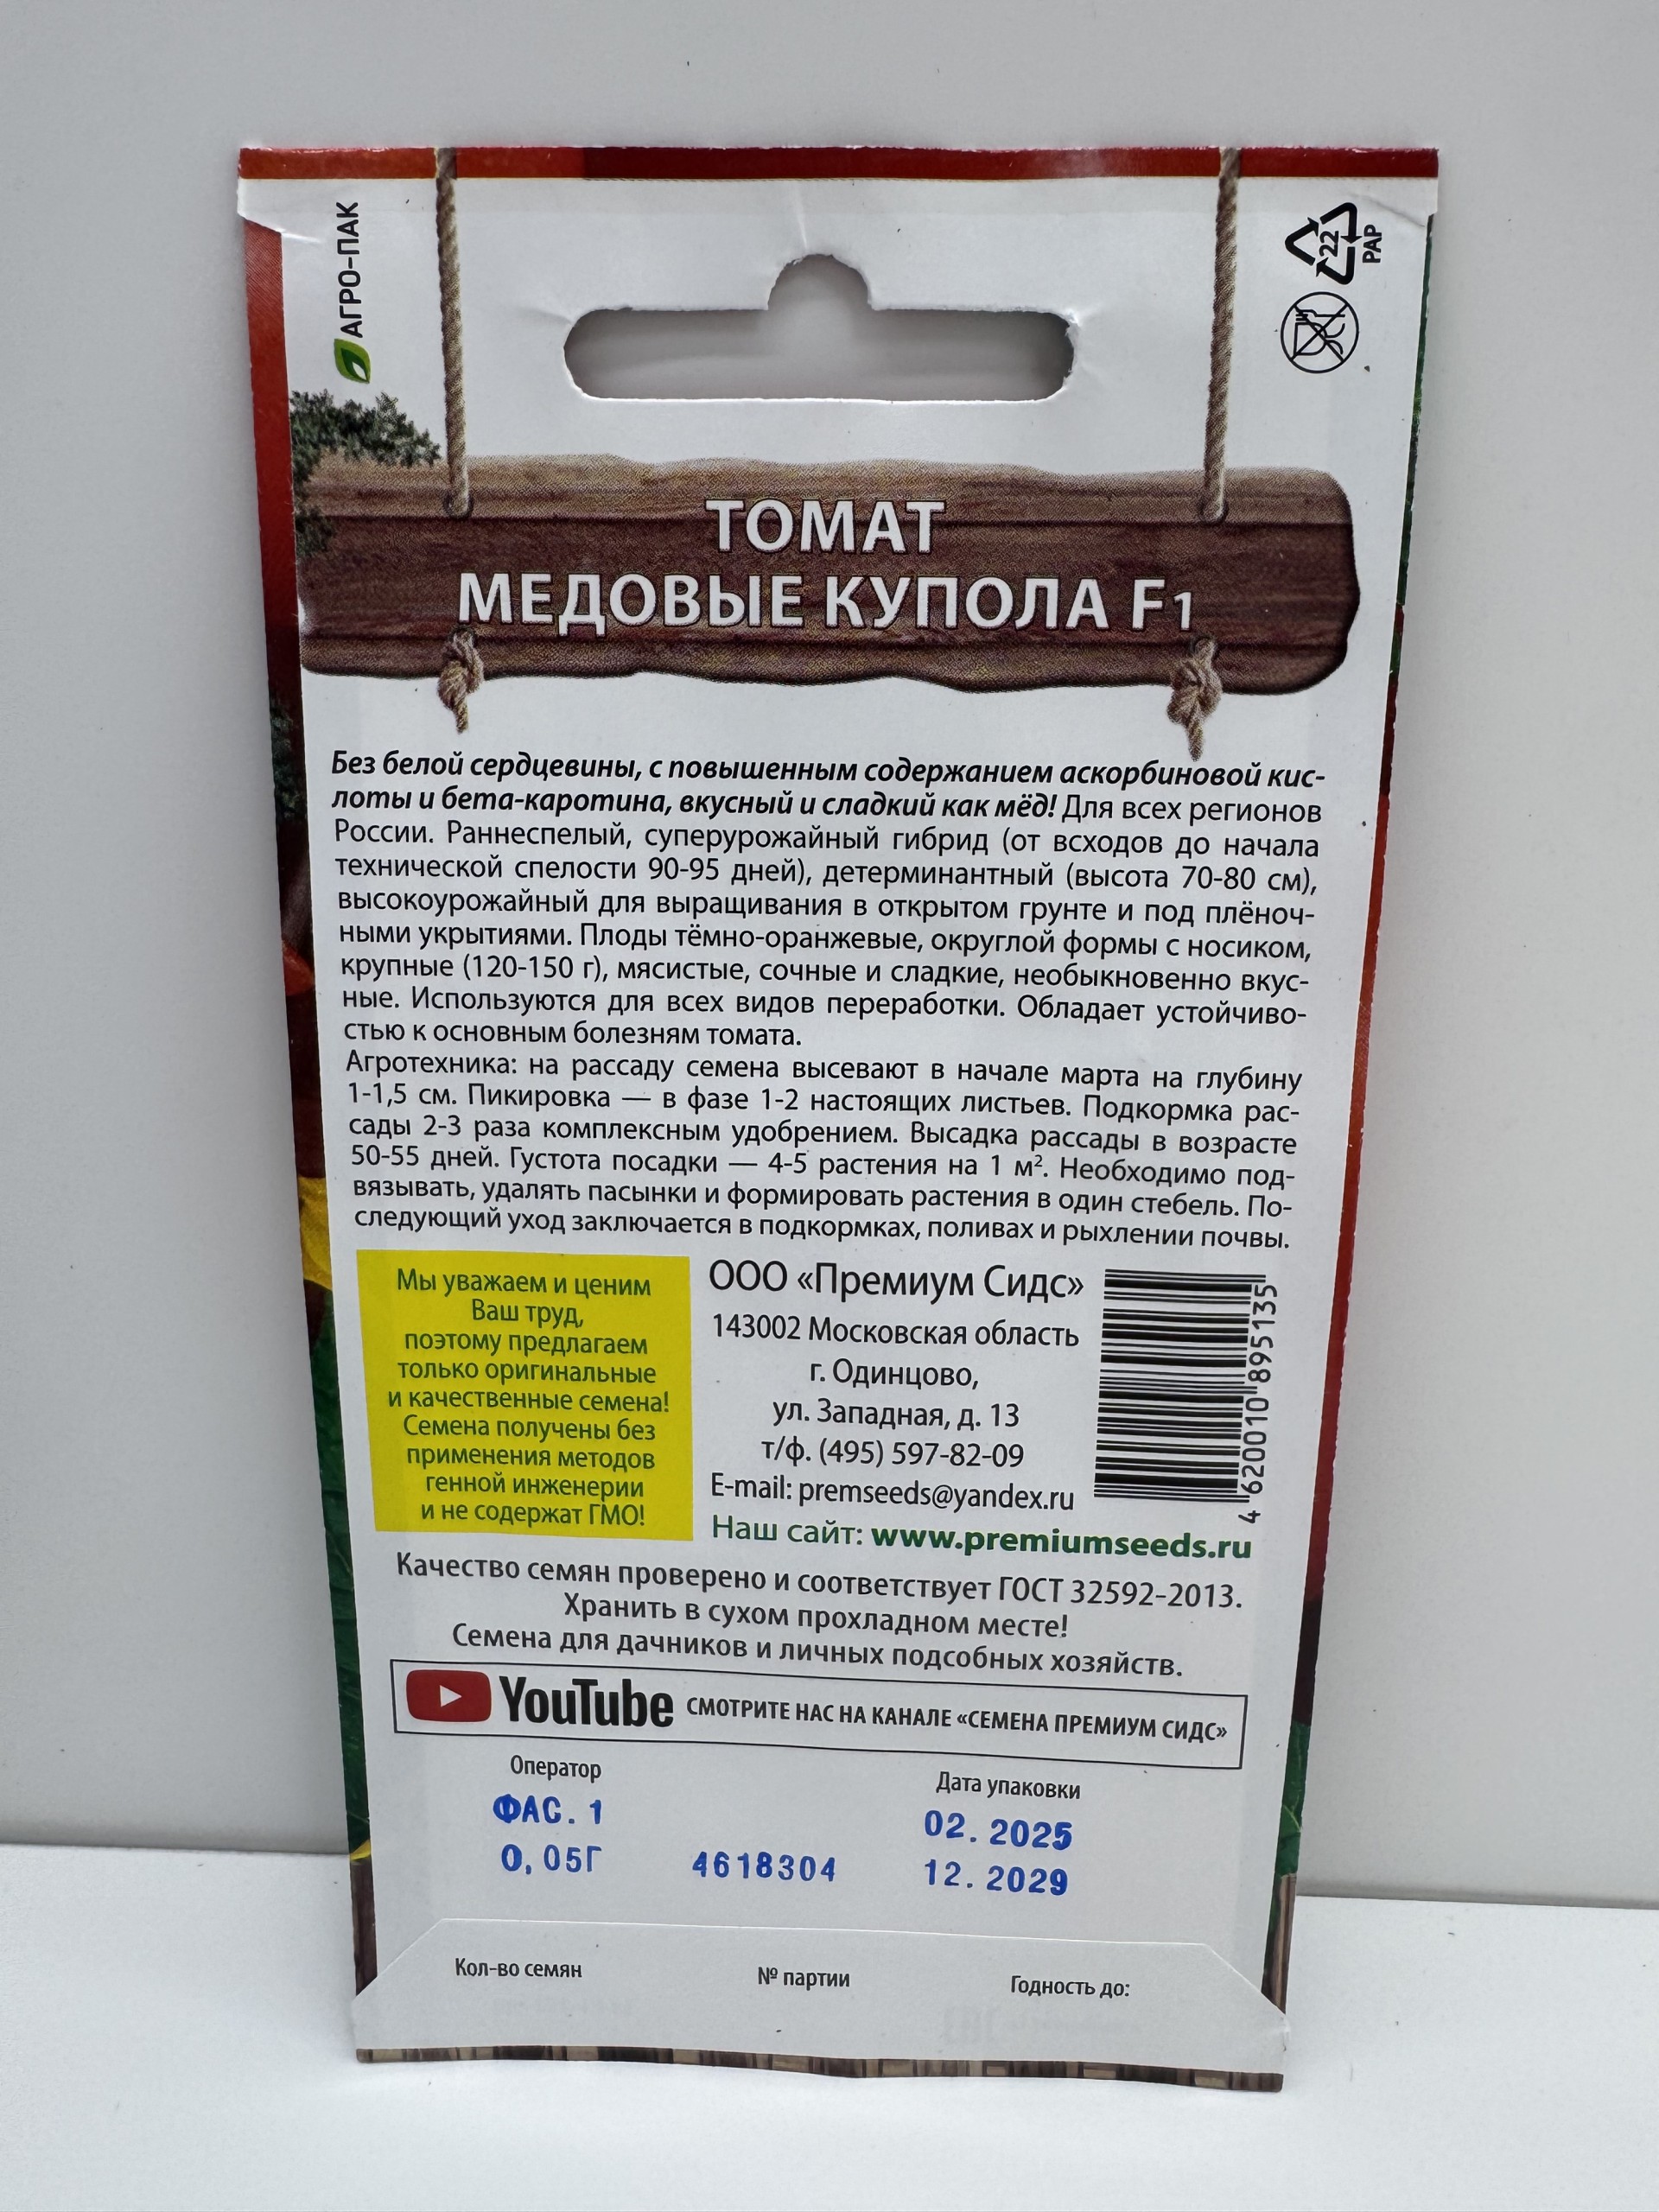 АГРО-ПАК
22
PAP
ТОМАТ
МЕДОВЫЕ КУПОЛА F1
Без белой сердцевины, с повышенным содержанием аскорбиновой кис-
лоты и бета-каротина, вкусный и сладкий как мёд! Для всех регионов
России. Раннеспелый, суперурожайный гибрид (от всходов до начала
технической спелости 90-95 дней), детерминантный (высота 70-80 см),
высокоурожайный для выращивания в открытом грунте и под плёноч-
ными укрытиями. Плоды тёмно-оранжевые, округлой формы с носиком,
крупные (120-150 г), мясистые, сочные и сладкие, необыкновенно вкус-
ные. Используются для всех видов переработки. Обладает устойчиво-
стью к основным болезням томата.
Агротехника: на рассаду семена высевают в начале марта на глубину
1-1,5 см. Пикировка — в фазе 1-2 настоящих листьев. Подкормка рас-
сады 2-3 раза комплексным удобрением. Высадка рассады в возрасте
50-55 дней. Густота посадки — 4-5 растения на 1 м². Необходимо под-
вязывать, удалять пасынки и формировать растения в один стебель. По-
следующий уход заключается в подкормках, поливах и рыхлении почвы.
Мы уважаем и ценим
Ваш труд,
поэтому предлагаем
только оригинальные
и качественные семена!
Семена получены без
применения методов
генной инженерии
и не содержат ГМО!
ООО «Премиум Сидс»
143002 Московская область
г. Одинцово,
ул. Западная, д. 13
т/ф. (495) 597-82-09
E-mail: premseeds@yandex.ru
Наш сайт: www.premiumseeds.ru
4 620010 895135
Качество семян проверено и соответствует ГОСТ 32592-2013.
Хранить в сухом прохладном месте!
Семена для дачников и личных подсобных хозяйств.
YouTube СМОТРИТЕ НАС НА КАНАЛЕ «СЕМЕНА ПРЕМИУМ СИДС»
Оператор Дата упаковки
ФАС. 1 02. 2025
0,05Г 4618304 12. 2029
Кол-во семян № партии Годность до: